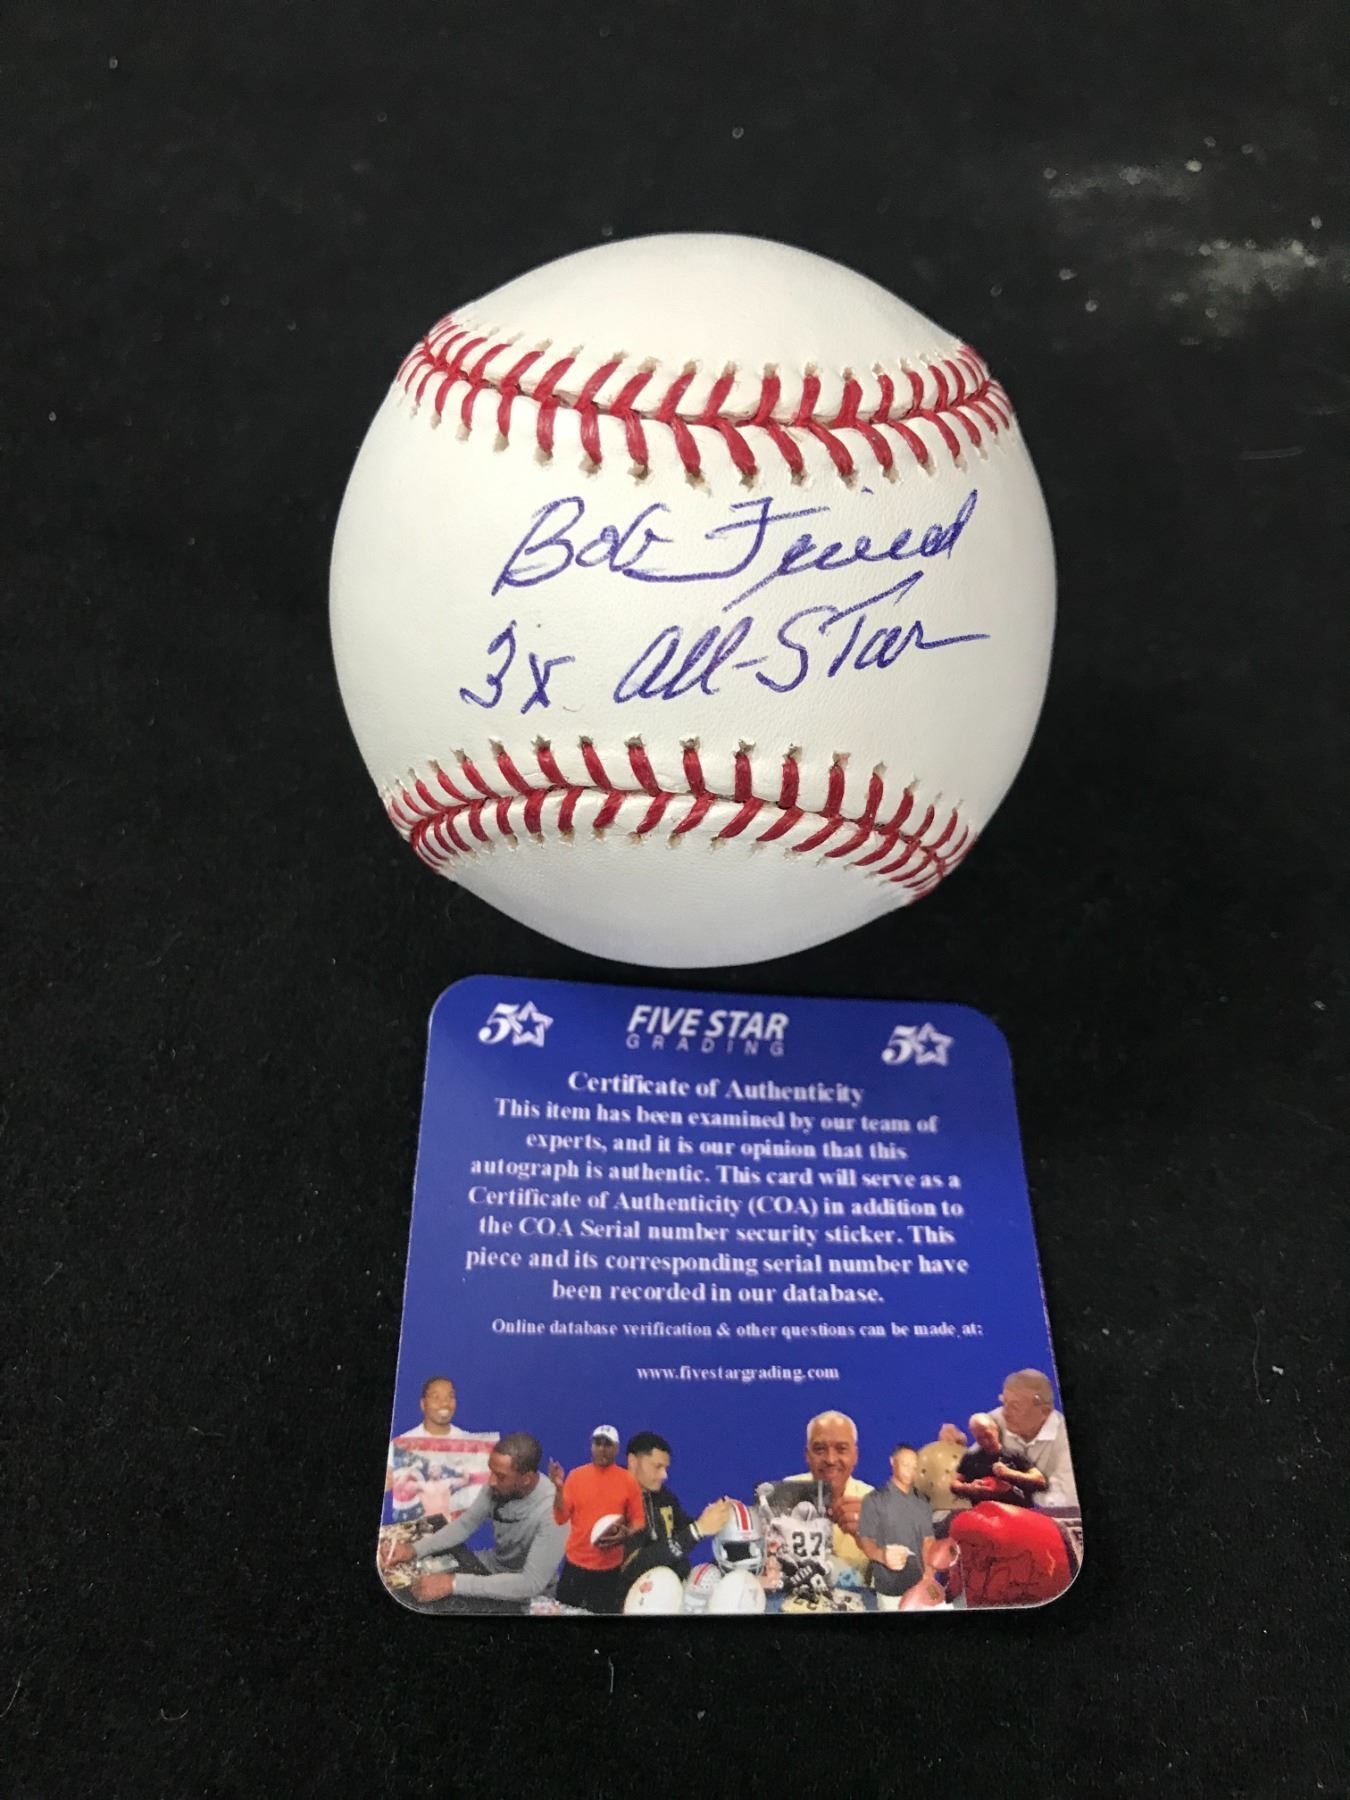 Bob Friend
3x All-Star
5 FIVE STAR 5
GRADING
Certificate of Authenticity
This item has been examined by our team of
experts, and it is our opinion that this
autograph is authentic. This card will serve as a
Certificate of Authenticity (COA) in addition to
the COA Serial number security sticker. This
piece and its corresponding serial number have
been recorded in our database.
Online database verification & other questions can be made at:
www.fivestargrading.com
27